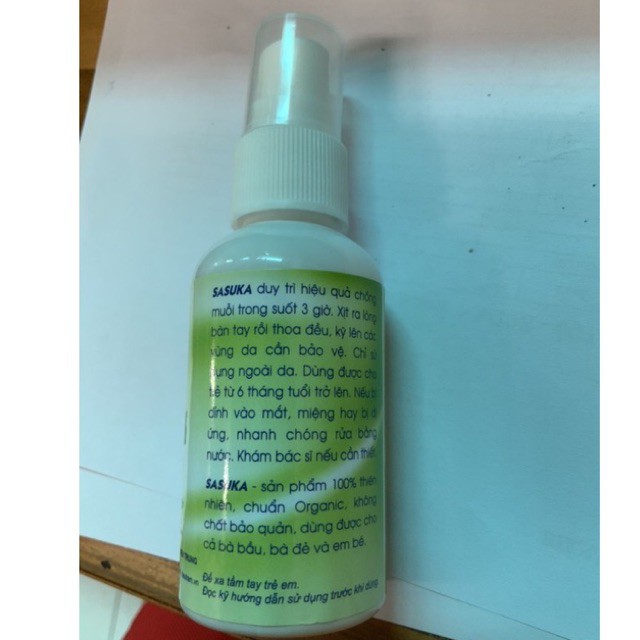 SASUKA duy trì hiệu quả chống
muỗi trong suốt 3 giờ. Xịt ra lòng
bàn tay rồi thoa đều, kỹ lên các
vùng da cần bảo vệ. Chỉ sử
dụng ngoài da. Dùng được cho
trẻ từ 6 tháng tuổi trở lên. Nếu bị
dính vào mắt, miệng hay bị dị
ứng, nhanh chóng rửa bằng
nước. Khám bác sĩ nếu cần thiết.
SASUKA - sản phẩm 100% thiên
nhiên, chuẩn Organic, không
chất bảo quản, dùng được cho
cả bà bầu, bà đẻ và em bé.
Để xa tầm tay trẻ em.
Đọc kỹ hướng dẫn sử dụng trước khi dùng
TRUNG